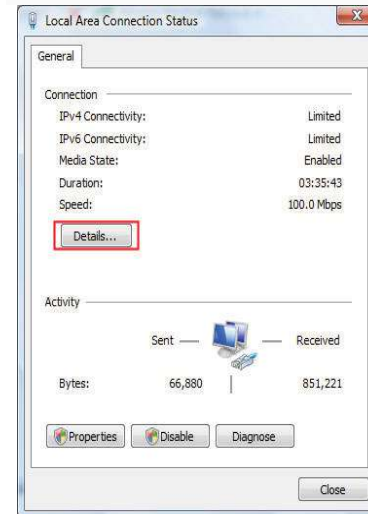 Local Area Connection Status
General
Connection
IPv4 Connectivity: Limited
IPv6 Connectivity: Limited
Media State: Enabled
Duration: 03:35:43
Speed: 100.0 Mbps
Details...
Activity
Sent — — Received
Bytes: 66,880 851,221
Properties Disable Diagnose
Close